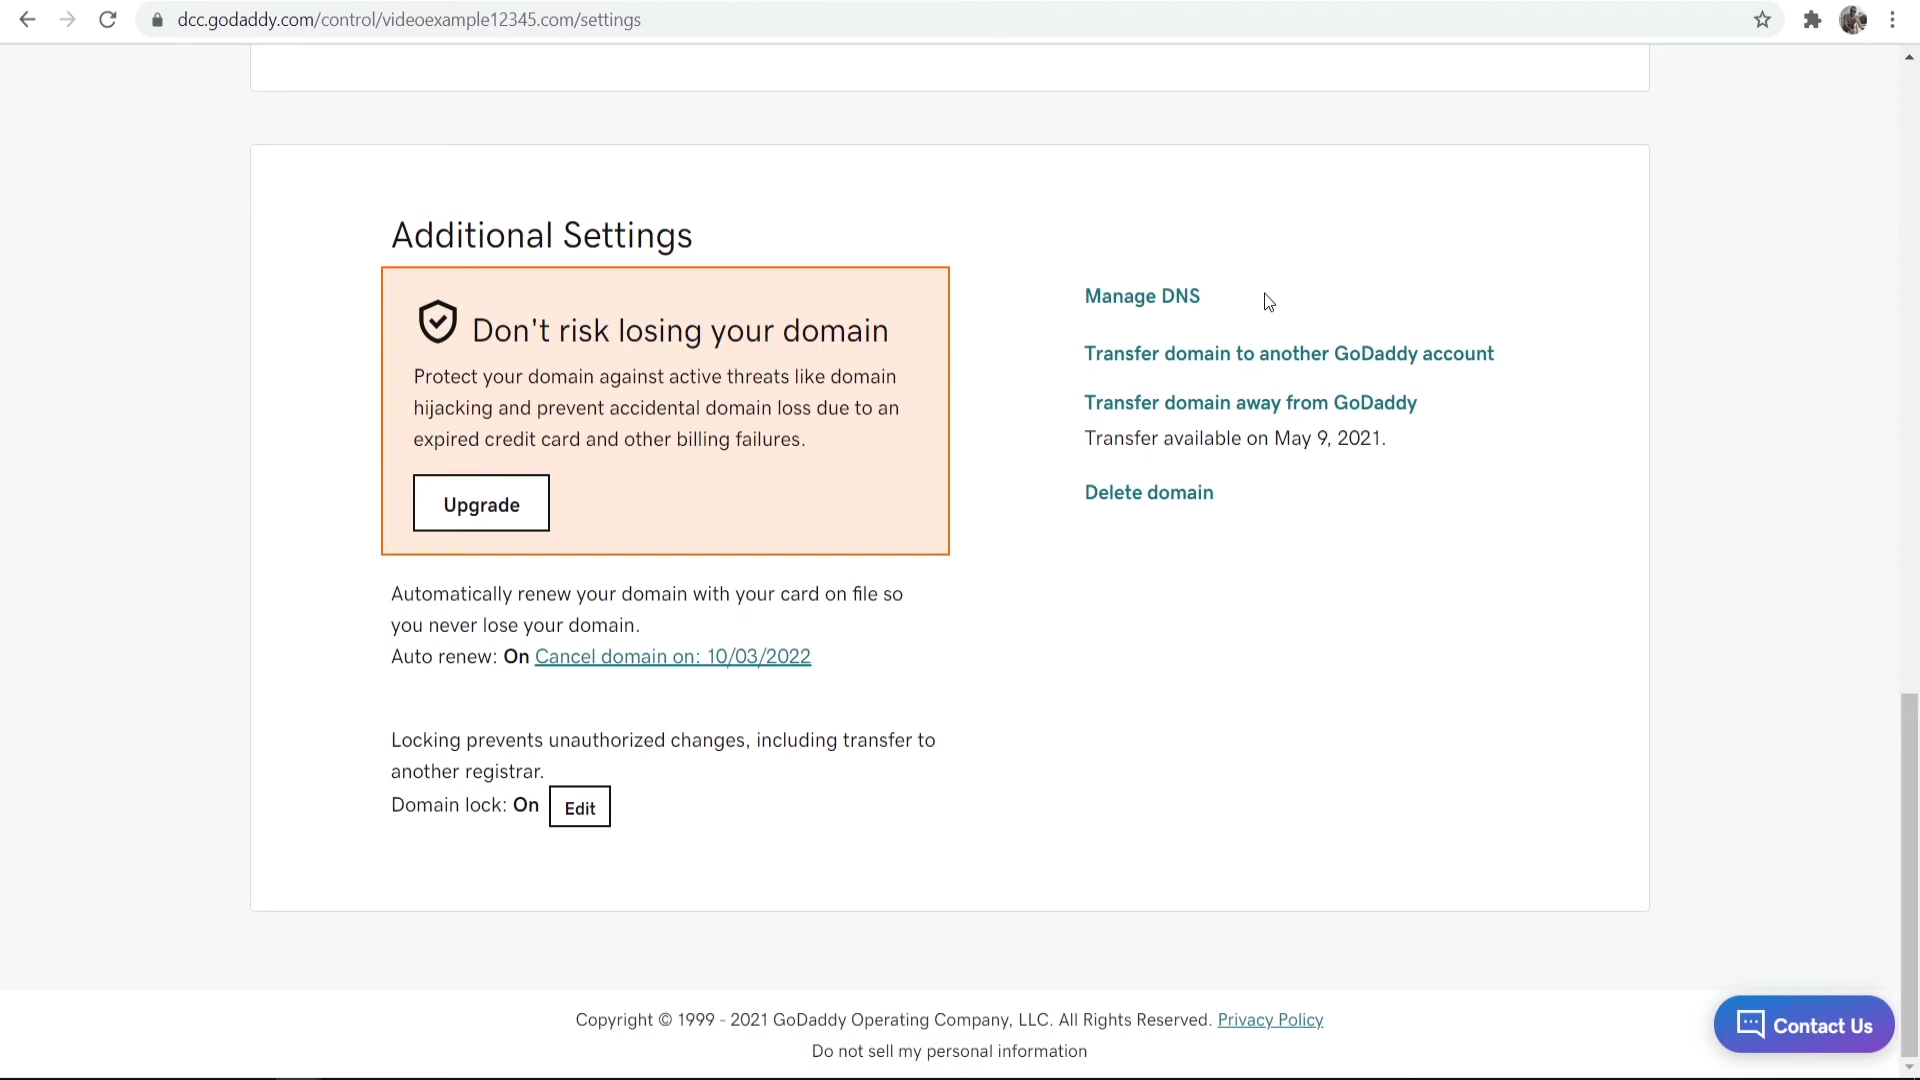 dcc.godaddy.com/control/videoexample12345.com/settings
Additional Settings
Don't risk losing your domain
Protect your domain against active threats like domain
hijacking and prevent accidental domain loss due to an
expired credit card and other billing failures.
Upgrade
Automatically renew your domain with your card on file so
you never lose your domain.
Auto renew: On Cancel domain on: 10/03/2022
Locking prevents unauthorized changes, including transfer to
another registrar.
Domain lock: On Edit
Manage DNS
Transfer domain to another GoDaddy account
Transfer domain away from GoDaddy
Transfer available on May 9, 2021.
Delete domain
Copyright © 1999 - 2021 GoDaddy Operating Company, LLC. All Rights Reserved. Privacy Policy
Do not sell my personal information
Contact Us